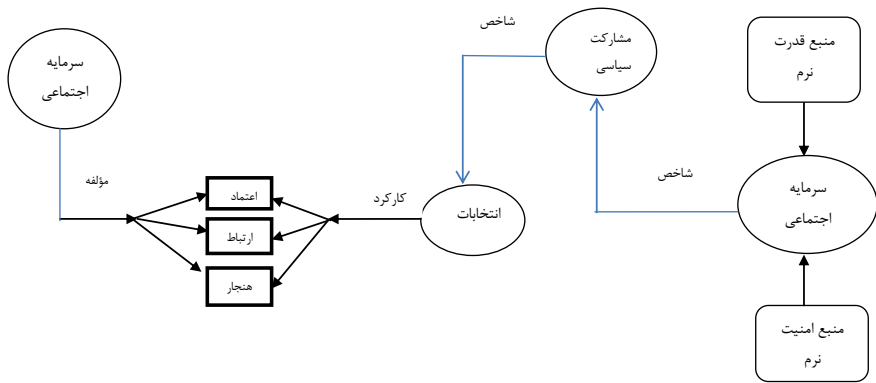 منبع قدرت
نرم
سرمایه
اجتماعی
منبع امنیت
نرم
شاخص
مشارکت
سیاسی
شاخص
انتخابات
کارکرد
اعتماد
ارتباط
هنجار
مؤلفه
سرمایه
اجتماعی